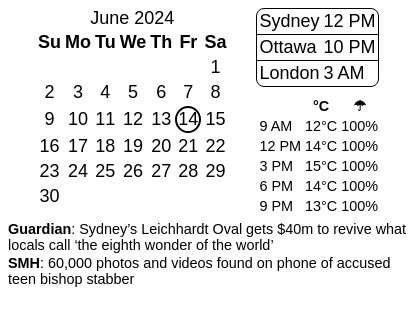 June 2024
Su Mo Tu We Th Fr Sa
1
2 3 4 5 6 7 8
9 10 11 12 13 14 15
16 17 18 19 20 21 22
23 24 25 26 27 28 29
30
Sydney 12 PM
Ottawa 10 PM
London 3 AM
°C ☂
9 AM 12°C 100%
12 PM 14°C 100%
3 PM 15°C 100%
6 PM 14°C 100%
9 PM 13°C 100%
Guardian: Sydney’s Leichhardt Oval gets $40m to revive what
locals call ‘the eighth wonder of the world’
SMH: 60,000 photos and videos found on phone of accused
teen bishop stabber